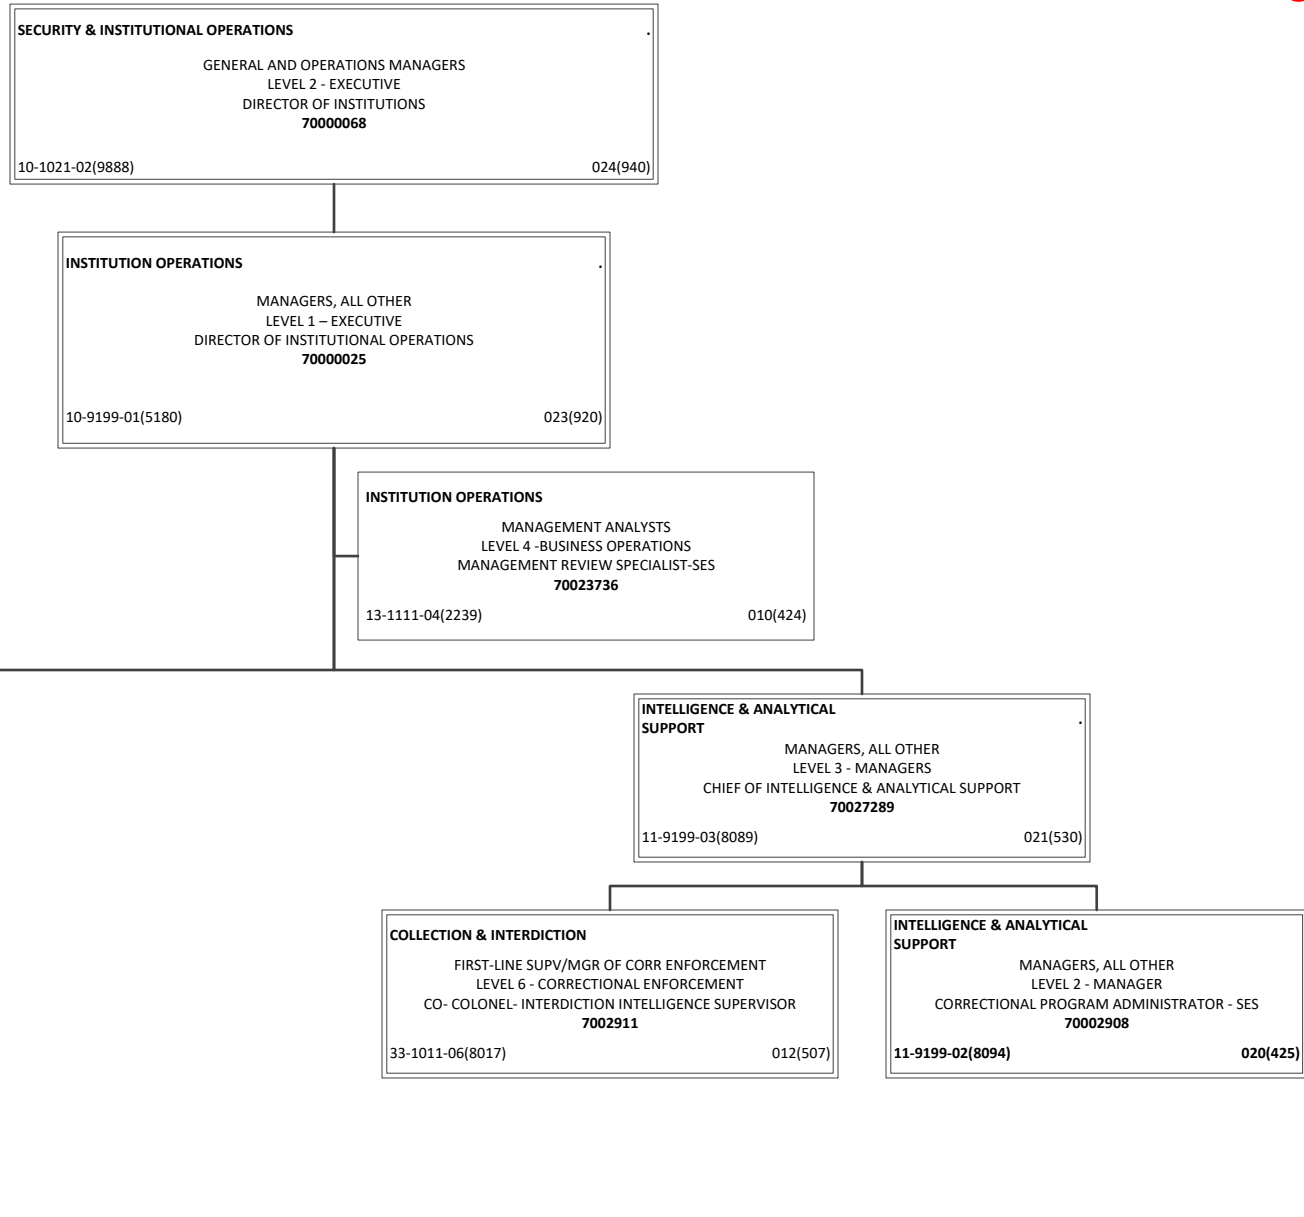 SECURITY & INSTITUTIONAL OPERATIONS .
GENERAL AND OPERATIONS MANAGERS
LEVEL 2 - EXECUTIVE
DIRECTOR OF INSTITUTIONS
70000068
10-1021-02(9888) 024(940)
INSTITUTION OPERATIONS .
MANAGERS, ALL OTHER
LEVEL 1 – EXECUTIVE
DIRECTOR OF INSTITUTIONAL OPERATIONS
70000025
10-9199-01(5180) 023(920)
INSTITUTION OPERATIONS
MANAGEMENT ANALYSTS
LEVEL 4 -BUSINESS OPERATIONS
MANAGEMENT REVIEW SPECIALIST-SES
70023736
13-1111-04(2239) 010(424)
INTELLIGENCE & ANALYTICAL
SUPPORT .
MANAGERS, ALL OTHER
LEVEL 3 - MANAGERS
CHIEF OF INTELLIGENCE & ANALYTICAL SUPPORT
70027289
11-9199-03(8089) 021(530)
COLLECTION & INTERDICTION
FIRST-LINE SUPV/MGR OF CORR ENFORCEMENT
LEVEL 6 - CORRECTIONAL ENFORCEMENT
CO- COLONEL- INTERDICTION INTELLIGENCE SUPERVISOR
7002911
33-1011-06(8017) 012(507)
INTELLIGENCE & ANALYTICAL
SUPPORT
MANAGERS, ALL OTHER
LEVEL 2 - MANAGER
CORRECTIONAL PROGRAM ADMINISTRATOR - SES
70002908
11-9199-02(8094) 020(425)